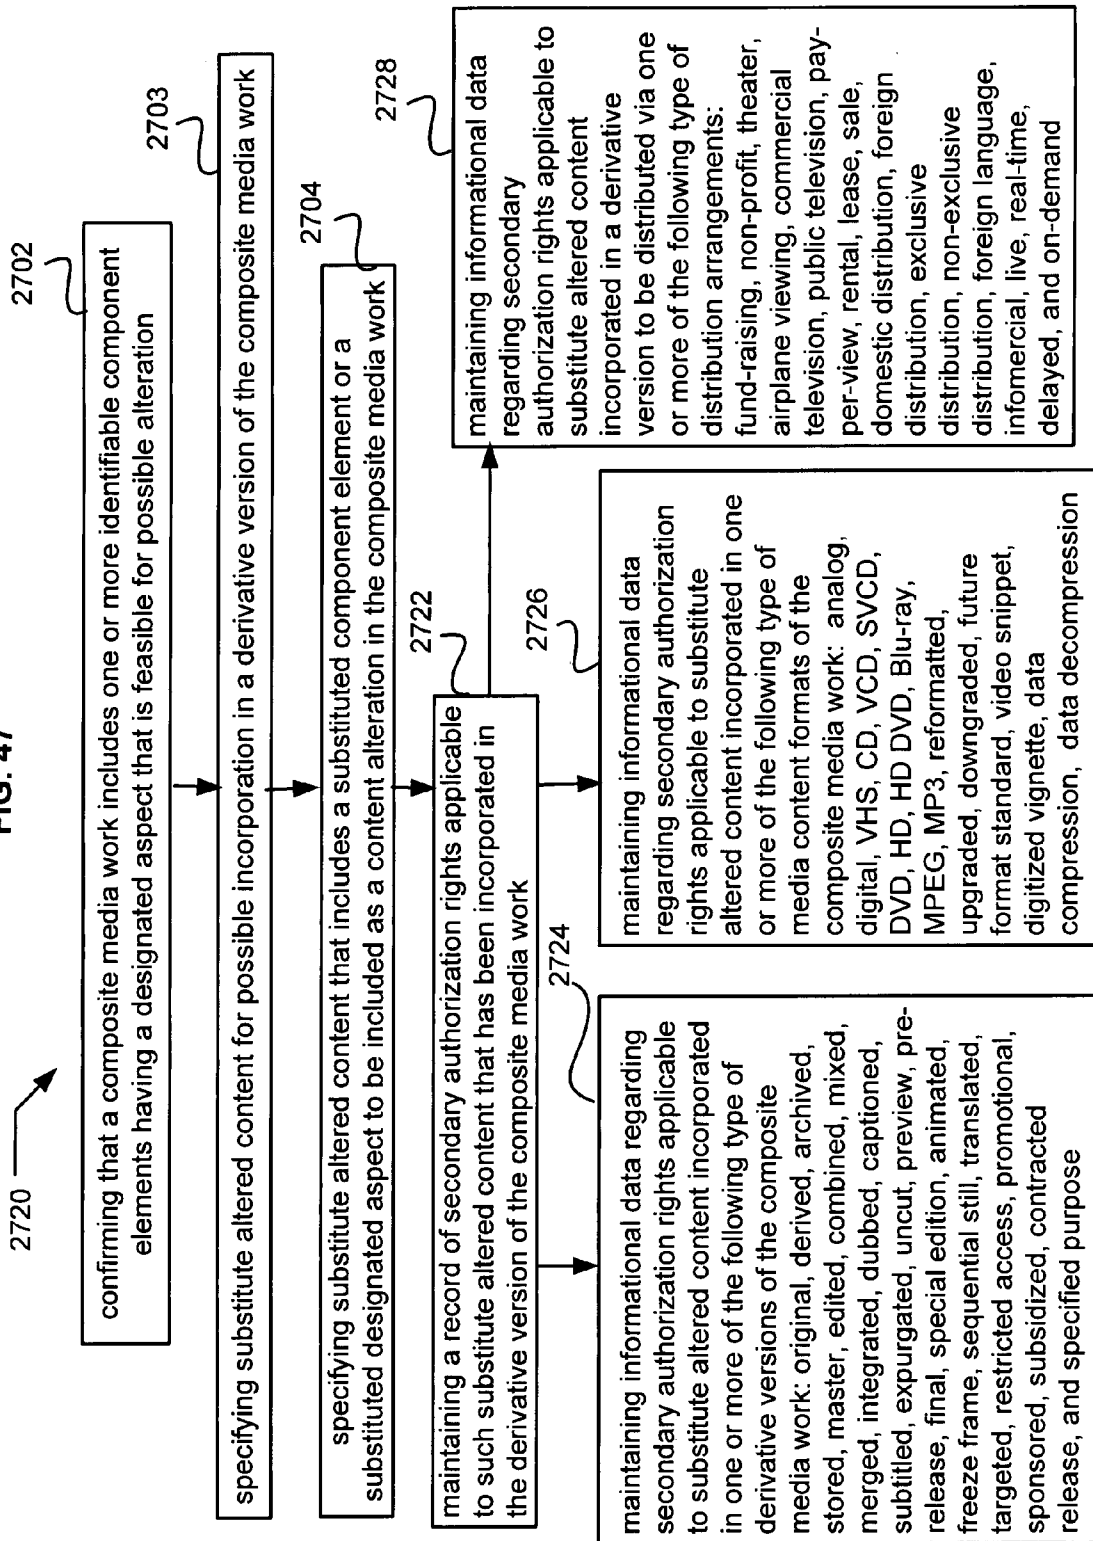 FIG. 47
2720
2702
confirming that a composite media work includes one or more identifiable component
elements having a designated aspect that is feasible for possible alteration
2703
specifying substitute altered content for possible incorporation in a derivative version of the composite media work
2704
specifying substitute altered content that includes a substituted component element or a
substituted designated aspect to be included as a content alteration in the composite media work
2722
maintaining a record of secondary authorization rights applicable
to such substitute altered content that has been incorporated in
the derivative version of the composite media work
2724
maintaining informational data regarding
secondary authorization rights applicable
to substitute altered content incorporated
in one or more of the following type of
derivative versions of the composite
media work: original, derived, archived,
stored, master, edited, combined, mixed,
merged, integrated, dubbed, captioned,
subtitled, expurgated, uncut, preview, pre-
release, final, special edition, animated,
freeze frame, sequential still, translated,
targeted, restricted access, promotional,
sponsored, subsidized, contracted
release, and specified purpose
2726
maintaining informational data
regarding secondary authorization
rights applicable to substitute
altered content incorporated in one
or more of the following type of
media content formats of the
composite media work: analog,
digital, VHS, CD, VCD, SVCD,
DVD, HD, HD DVD, Blu-ray,
MPEG, MP3, reformatted,
upgraded, downgraded, future
format standard, video snippet,
digitized vignette, data
compression, data decompression
2728
maintaining informational data
regarding secondary
authorization rights applicable to
substitute altered content
incorporated in a derivative
version to be distributed via one
or more of the following type of
distribution arrangements:
fund-raising, non-profit, theater,
airplane viewing, commercial
television, public television, pay-
per-view, rental, lease, sale,
domestic distribution, foreign
distribution, exclusive
distribution, non-exclusive
distribution, foreign language,
infomercial, live, real-time,
delayed, and on-demand